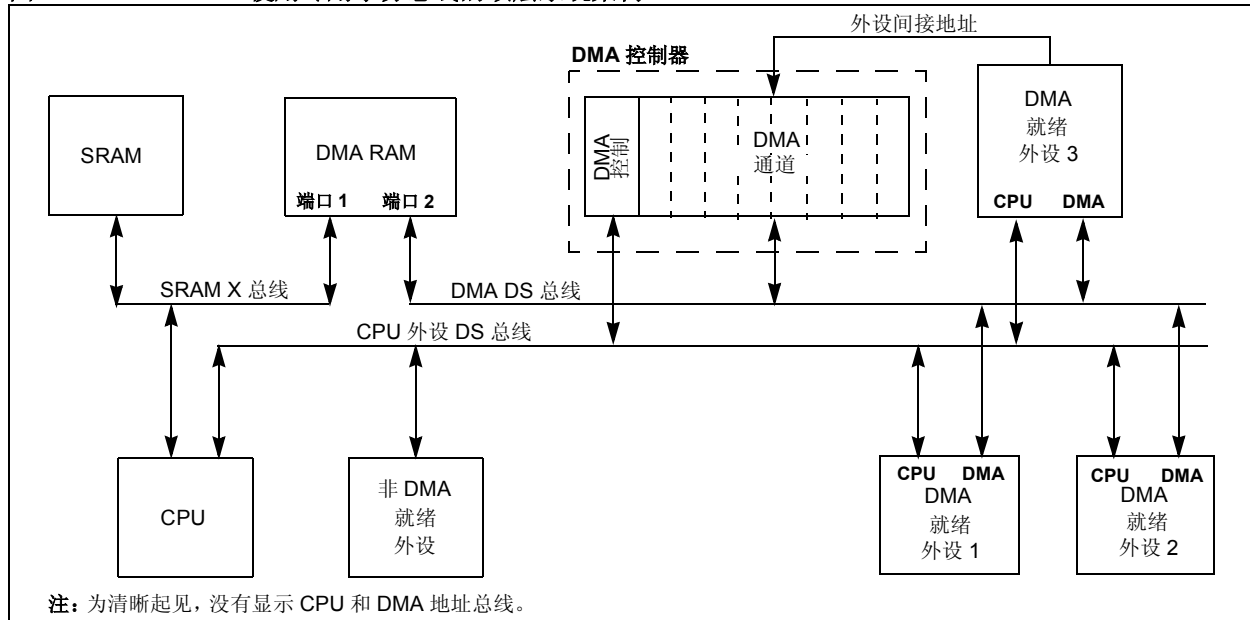 外设间接地址
DMA 控制器
SRAM
DMA RAM
端口 1 端口 2
DMA
控制
DMA
通道
DMA
就绪
外设 3
CPU DMA
SRAM X 总线
DMA DS 总线
CPU 外设 DS 总线
CPU
非 DMA
就绪
外设
CPU DMA
DMA
就绪
外设 1
CPU DMA
DMA
就绪
外设 2
注: 为清晰起见,没有显示 CPU 和 DMA 地址总线。